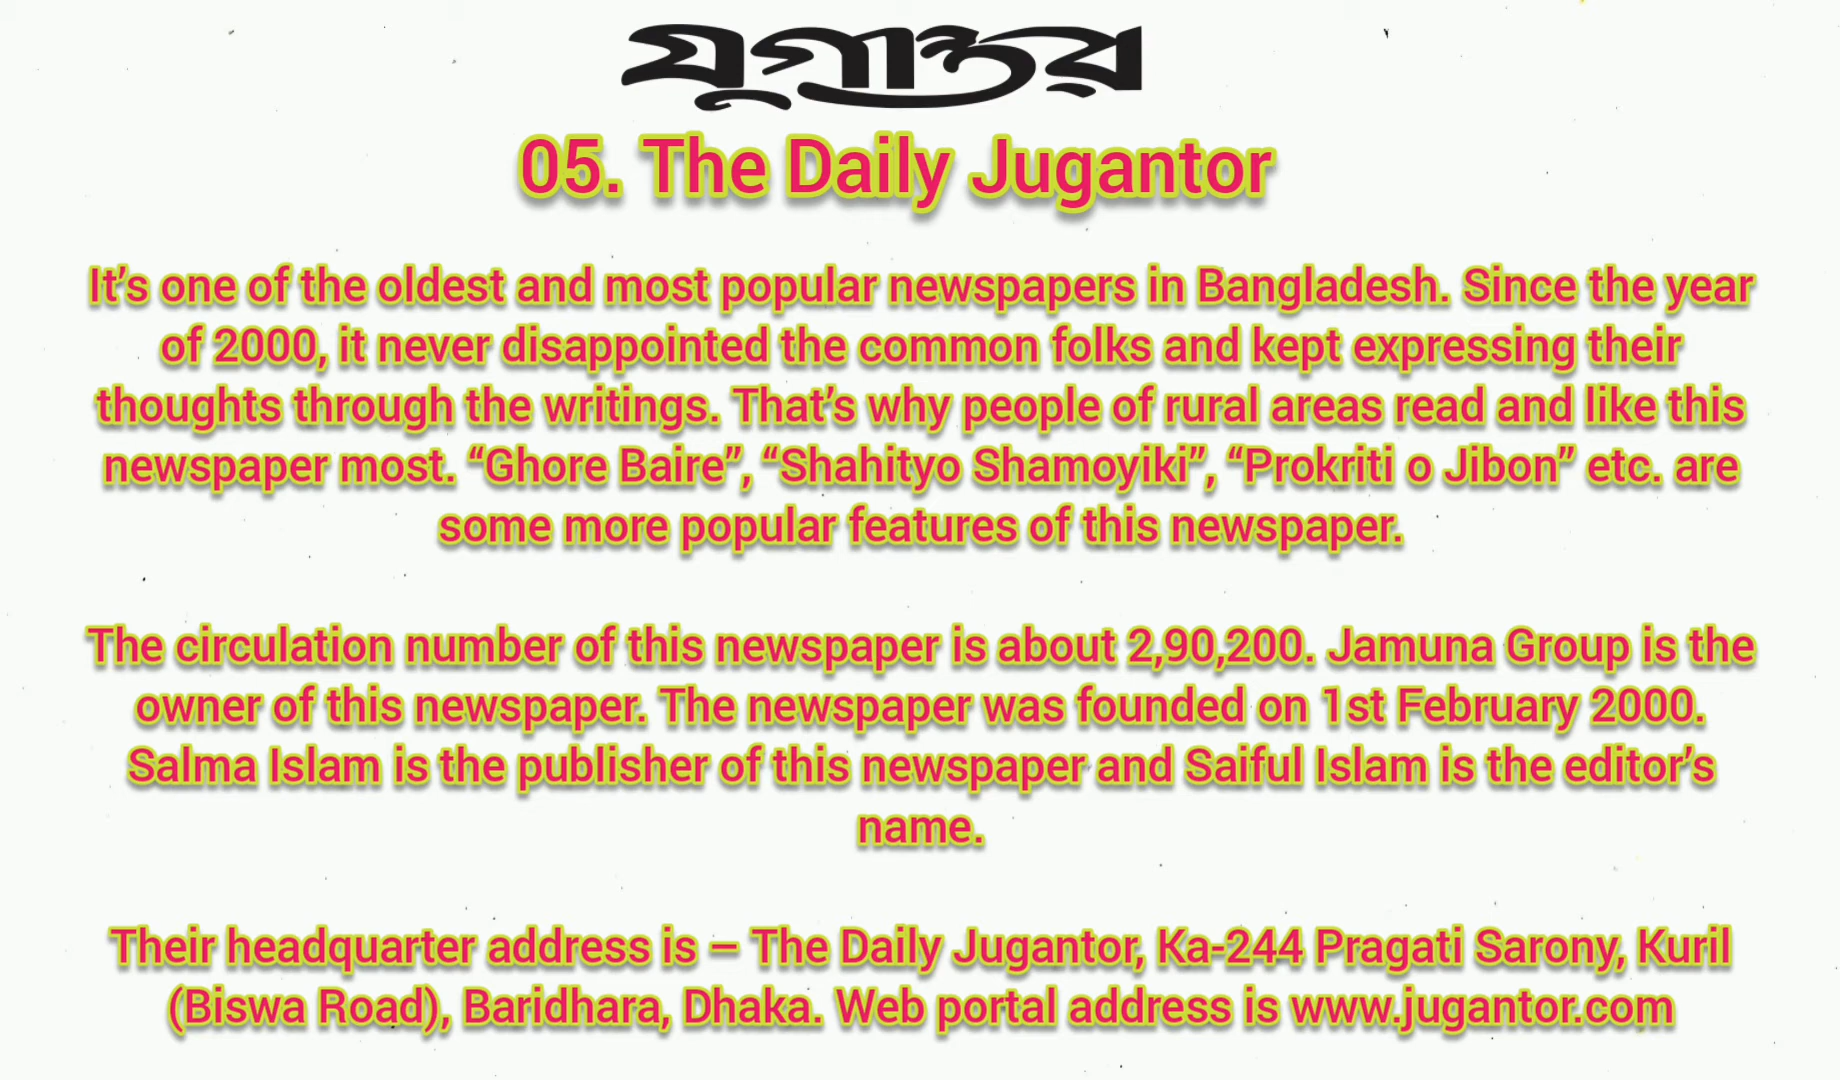 যুগান্তর
05. The Daily Jugantor
It’s one of the oldest and most popular newspapers in Bangladesh. Since the year
of 2000, it never disappointed the common folks and kept expressing their
thoughts through the writings. That’s why people of rural areas read and like this
newspaper most. “Ghore Baire”, “Shahityo Shamoyiki”, “Prokriti o Jibon” etc. are
some more popular features of this newspaper.
The circulation number of this newspaper is about 2,90,200. Jamuna Group is the
owner of this newspaper. The newspaper was founded on 1st February 2000.
Salma Islam is the publisher of this newspaper and Saiful Islam is the editor’s
name.
Their headquarter address is – The Daily Jugantor, Ka-244 Pragati Sarony, Kuril
(Biswa Road), Baridhara, Dhaka. Web portal address is www.jugantor.com